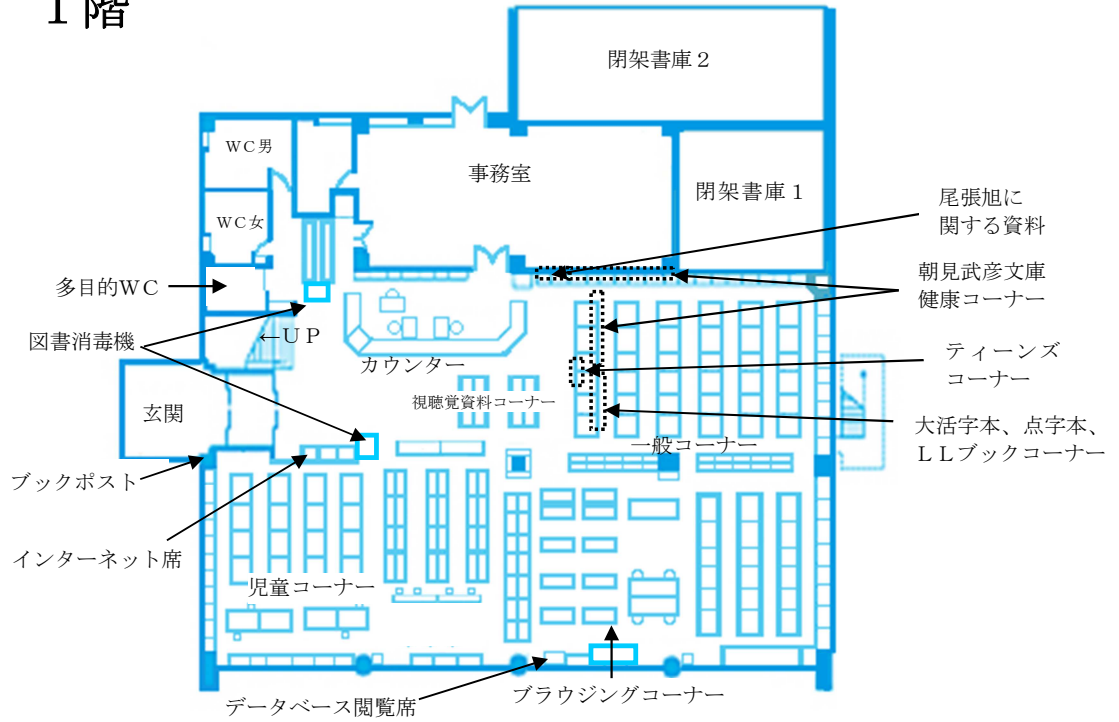 １階
閉架書庫２
WC男
事務室
閉架書庫１
尾張旭に
関する資料
WC女
朝見武彦文庫
健康コーナー
多目的WC
←UP
図書消毒機
ティーンズ
コーナー
カウンター
視聴覚資料コーナー
玄関
大活字本、点字本、
ＬＬブックコーナー
一般コーナー
ブックポスト
インターネット席
児童コーナー
ブラウジングコーナー
データベース閲覧席